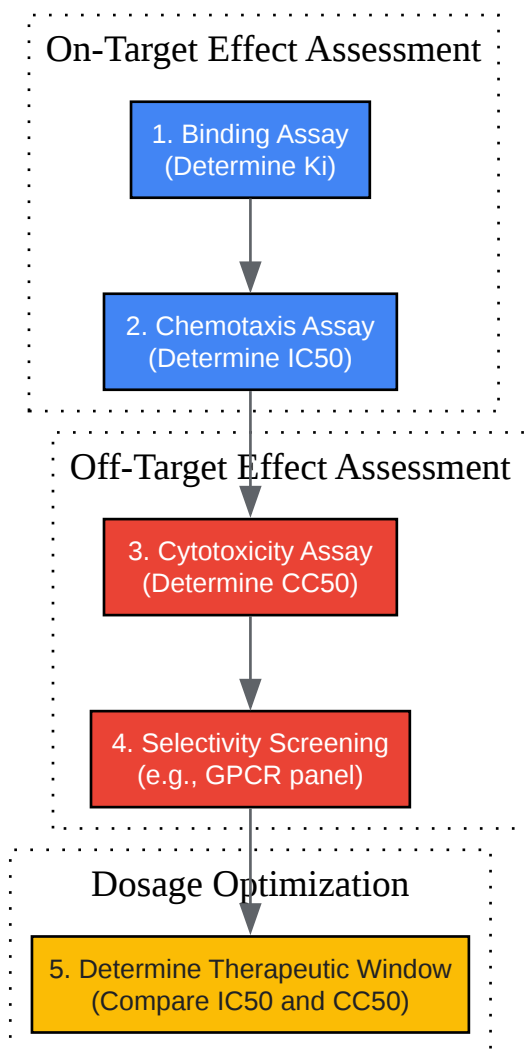 On-Target Effect Assessment
1. Binding Assay
(Determine Ki)
2. Chemotaxis Assay
(Determine IC50)
Off-Target Effect Assessment
3. Cytotoxicity Assay
(Determine CC50)
4. Selectivity Screening
(e.g., GPCR panel)
Dosage Optimization
5. Determine Therapeutic Window
(Compare IC50 and CC50)